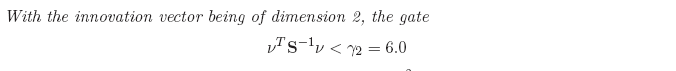 With the innovation vector being of dimension 2, the gate
ν^T S^{-1} ν < γ_2 = 6.0